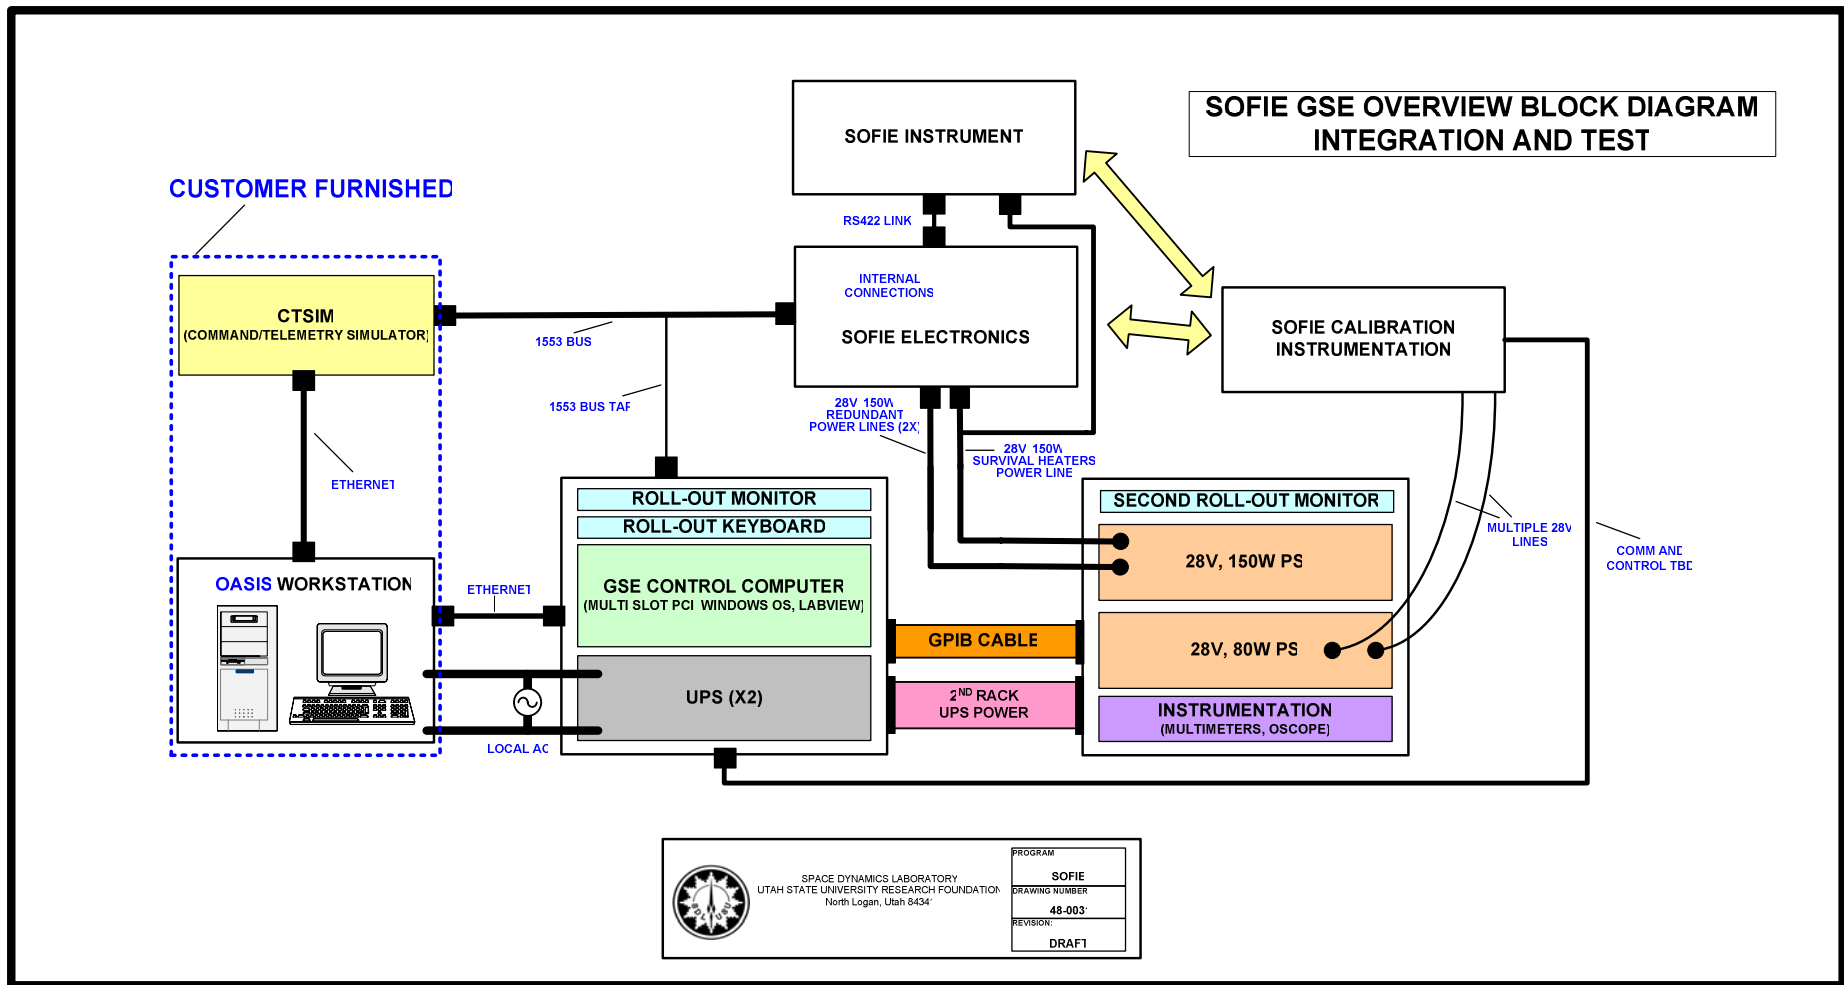 SOFIE GSE OVERVIEW BLOCK DIAGRAM
INTEGRATION AND TEST
SOFIE INSTRUMENT
CUSTOMER FURNISHED
RS422 LINK
INTERNAL
CONNECTIONS
SOFIE ELECTRONICS
CTSIM
(COMMAND/TELEMETRY SIMULATOR)
1553 BUS
SOFIE CALIBRATION
INSTRUMENTATION
1553 BUS TAP
28V 150W
REDUNDANT
POWER LINES (2X)
28V 150W
SURVIVAL HEATERS
POWER LINE
ETHERNET
ROLL-OUT MONITOR
ROLL-OUT KEYBOARD
GSE CONTROL COMPUTER
(MULTI SLOT PCI WINDOWS OS, LABVIEW)
UPS (X2)
SECOND ROLL-OUT MONITOR
28V, 150W PS
28V, 80W PS
INSTRUMENTATION
(MULTIMETERS, OSCOPE)
MULTIPLE 28V
LINES
COMM AND
CONTROL TBD
OASIS WORKSTATION
ETHERNET
GPIB CABLE
2ND RACK
UPS POWER
LOCAL AC
SPACE DYNAMICS LABORATORY
UTAH STATE UNIVERSITY RESEARCH FOUNDATION
North Logan, Utah 84341
SDL USU
PROGRAM
SOFIE
DRAWING NUMBER
48-0031
REVISION:
DRAFT